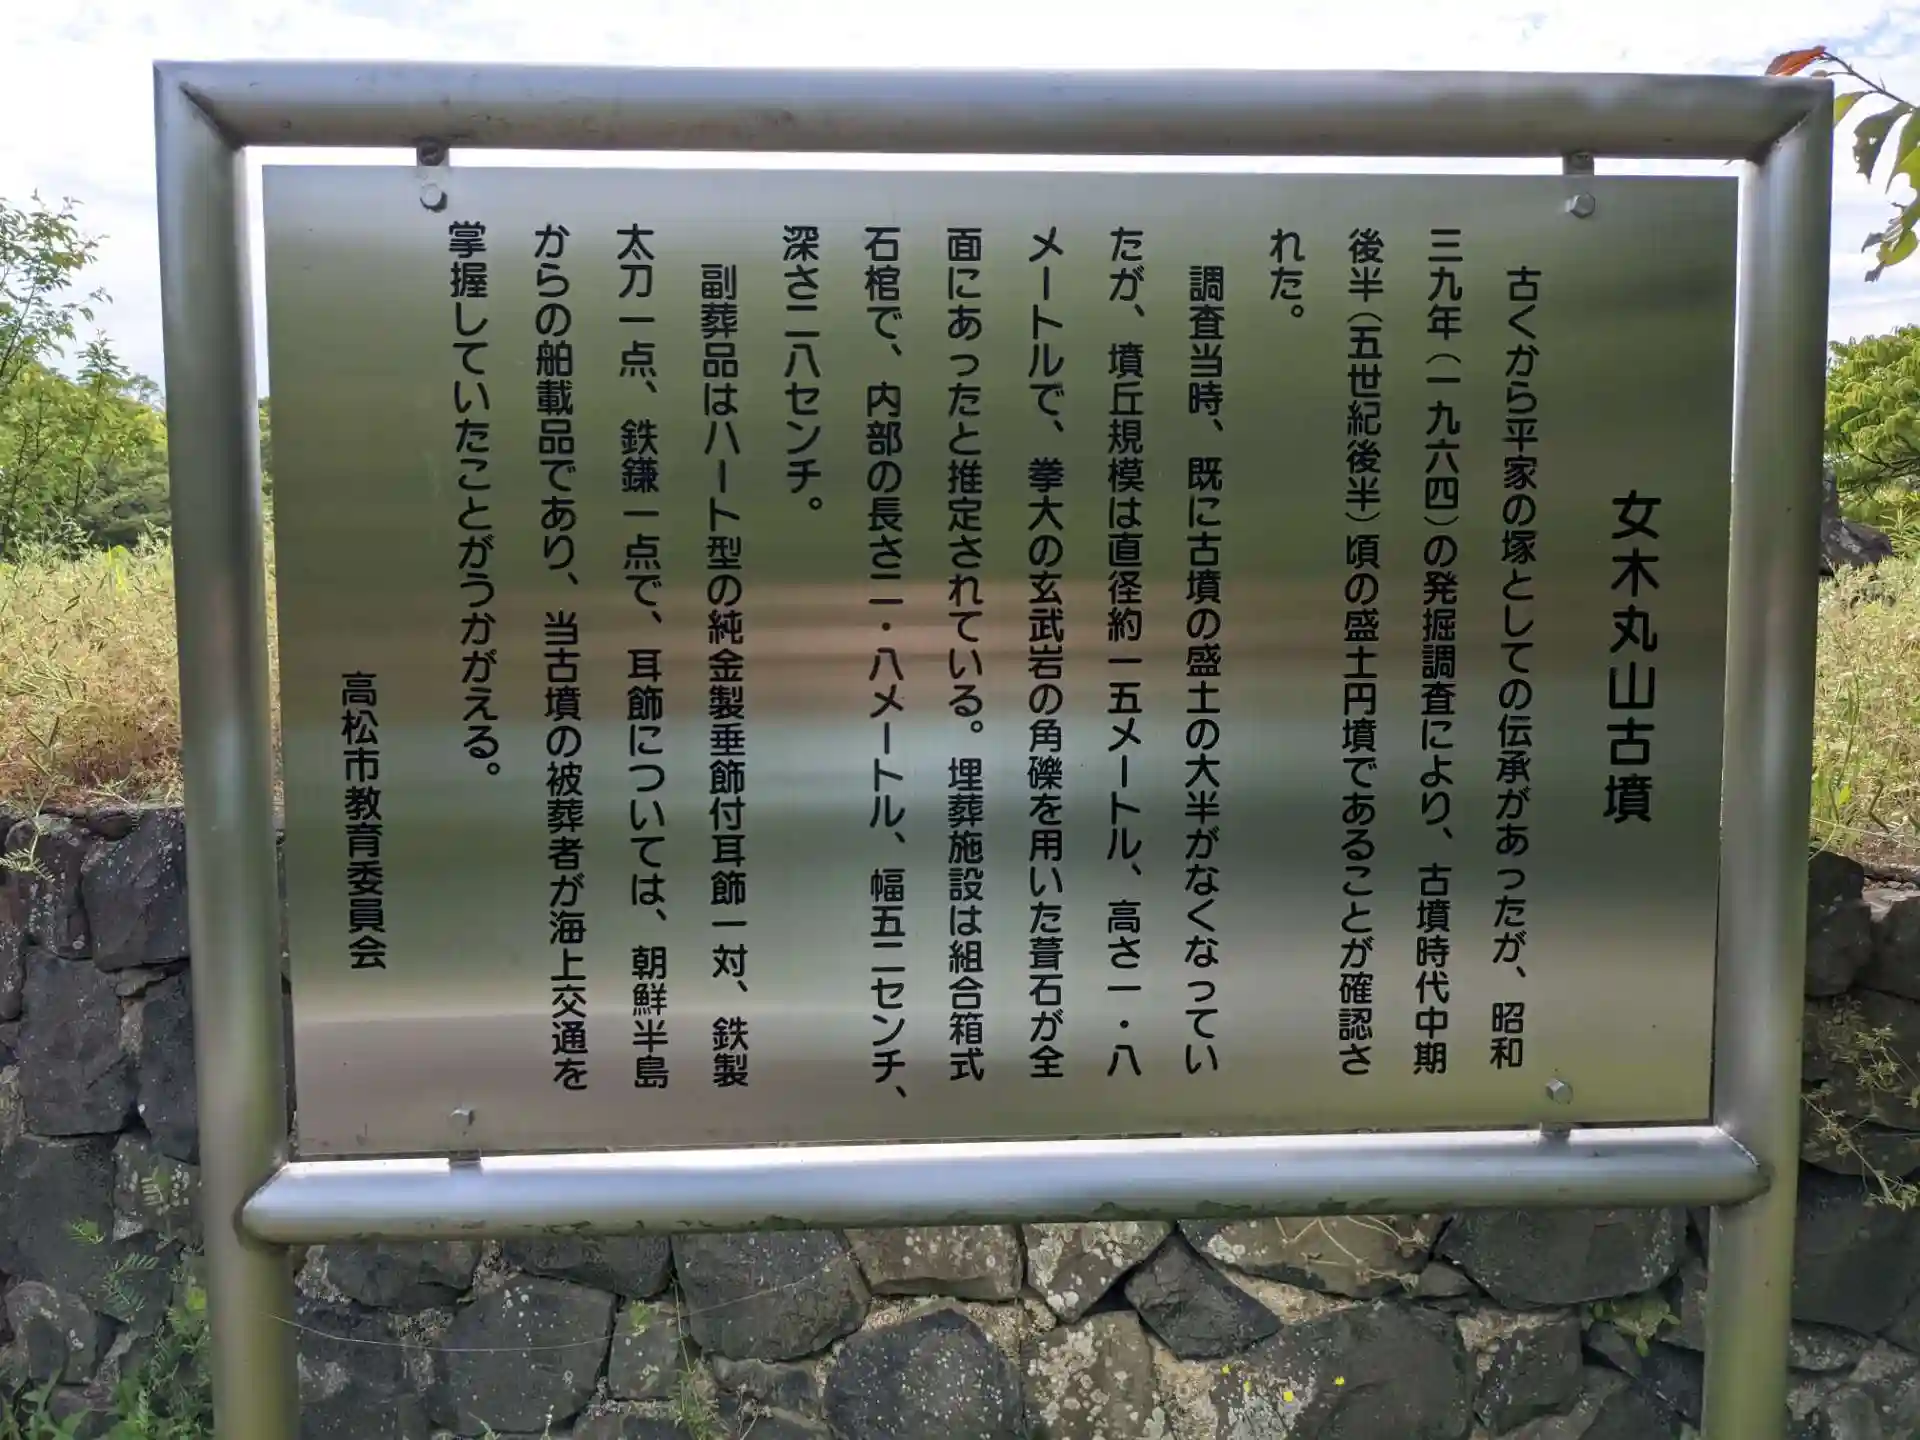 女木丸山古墳
古くから平家の塚としての伝承があったが、昭和
三九年（一九六四）の発掘調査により、古墳時代中期
後半（五世紀後半）頃の盛土円墳であることが確認さ
れた。
調査当時、既に古墳の盛土の大半がなくなってい
たが、墳丘規模は直径約一五メートル、高さ一・八
メートルで、拳大の玄武岩の角礫を用いた葺石が全
面にあったと推定されている。埋葬施設は組合箱式
石棺で、内部の長さ二・八メートル、幅五二センチ、
深さ二八センチ。
副葬品はハート型の純金製垂飾付耳飾一対、鉄製
太刀一点、鉄鎌一点で、耳飾については、朝鮮半島
からの舶載品であり、当古墳の被葬者が海上交通を
掌握していたことがうかがえる。
高松市教育委員会